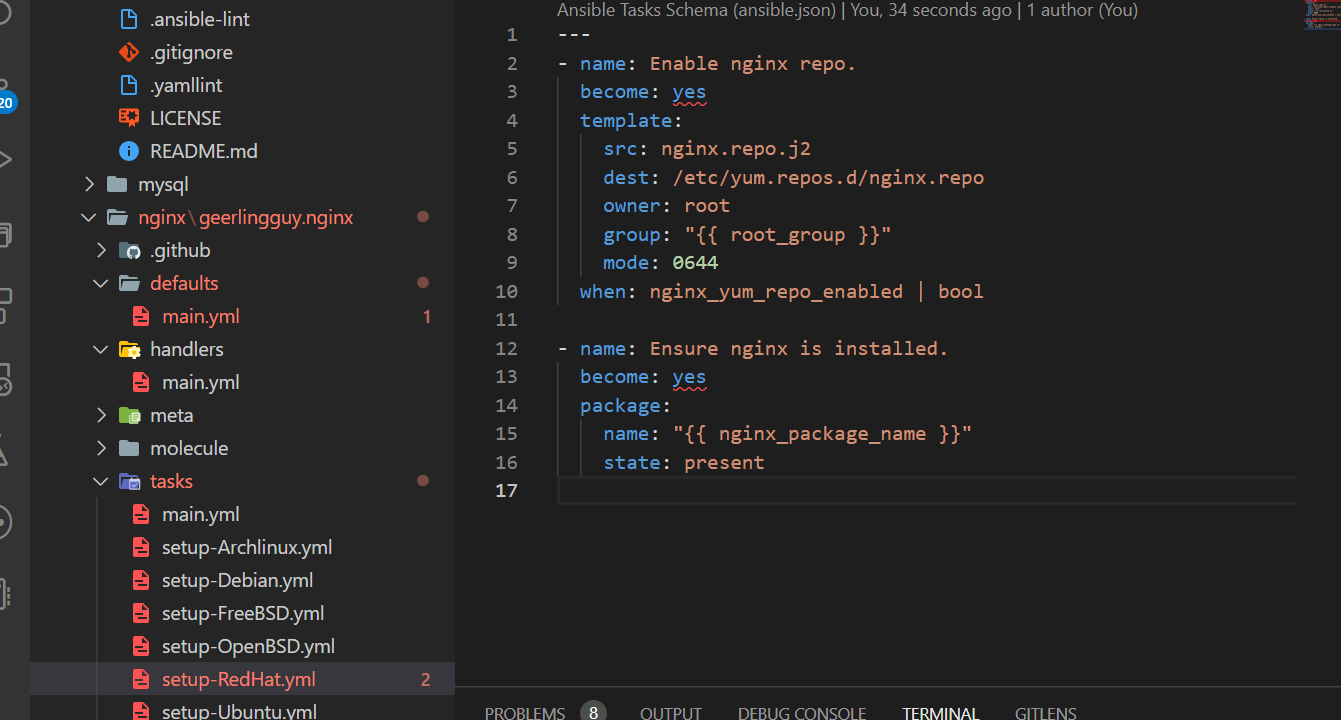 .ansible-lint
.gitignore
.yamllint
LICENSE
README.md
mysql
nginx\geerlingguy.nginx
.github
defaults
main.yml 1
handlers
main.yml
meta
molecule
tasks
main.yml
setup-Archlinux.yml
setup-Debian.yml
setup-FreeBSD.yml
setup-OpenBSD.yml
setup-RedHat.yml 2
setup-Ubuntu.yml
20
Ansible Tasks Schema (ansible.json) | You, 34 seconds ago | 1 author (You)
1 ---
2 - name: Enable nginx repo.
3 become: yes
4 template:
5 src: nginx.repo.j2
6 dest: /etc/yum.repos.d/nginx.repo
7 owner: root
8 group: "{{ root_group }}"
9 mode: 0644
10 when: nginx_yum_repo_enabled | bool
11
12 - name: Ensure nginx is installed.
13 become: yes
14 package:
15 name: "{{ nginx_package_name }}"
16 state: present
17
PROBLEMS 8 OUTPUT DEBUG CONSOLE TERMINAL GITLENS